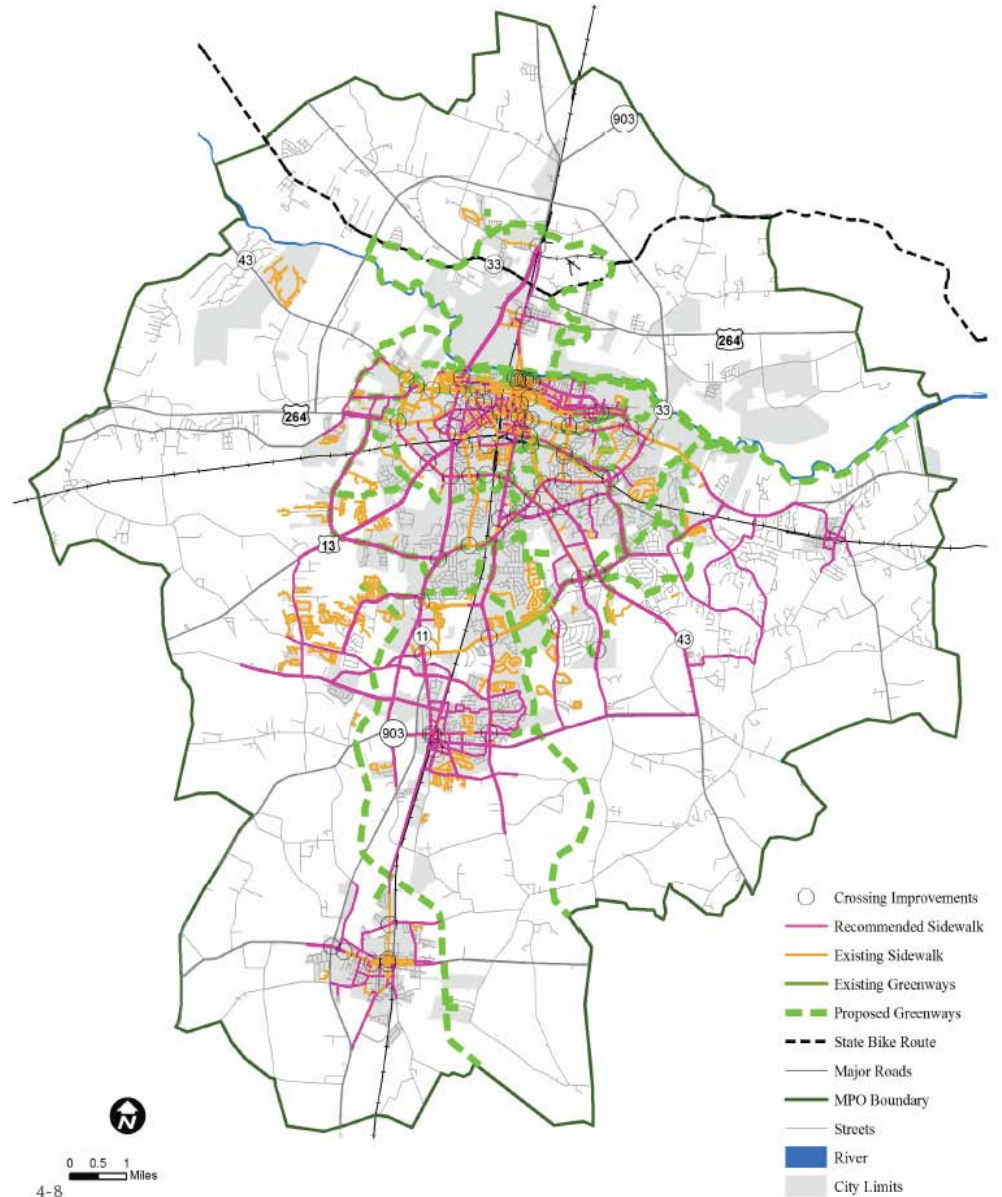 903
43
33
264
33
264
13
11
43
903
Crossing Improvements
Recommended Sidewalk
Existing Sidewalk
Existing Greenways
Proposed Greenways
State Bike Route
Major Roads
MPO Boundary
Streets
River
City Limits
N
0 0.5 1
Miles
4-8